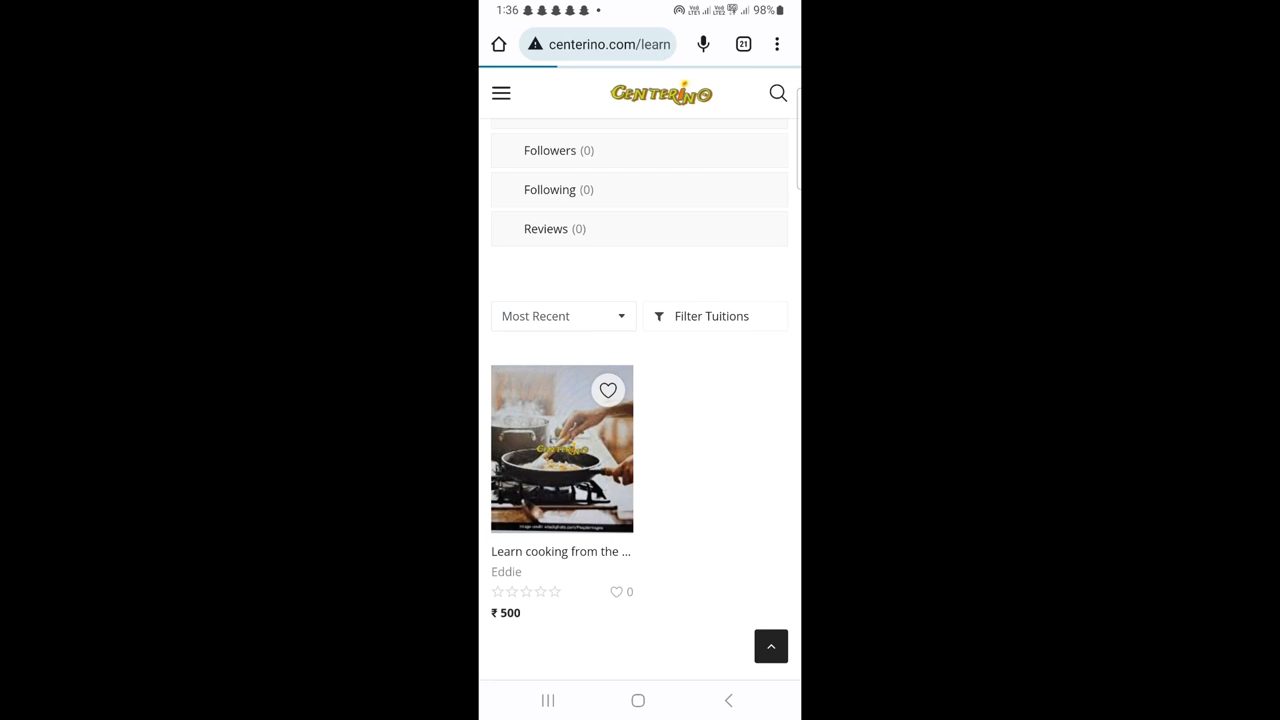 1:36
98%
centerino.com/learn
21
CENTERiNO
Followers (0)
Following (0)
Reviews (0)
Most Recent
Filter Tuitions
CENTERiNO
Learn cooking from the ...
Eddie
0
₹ 500